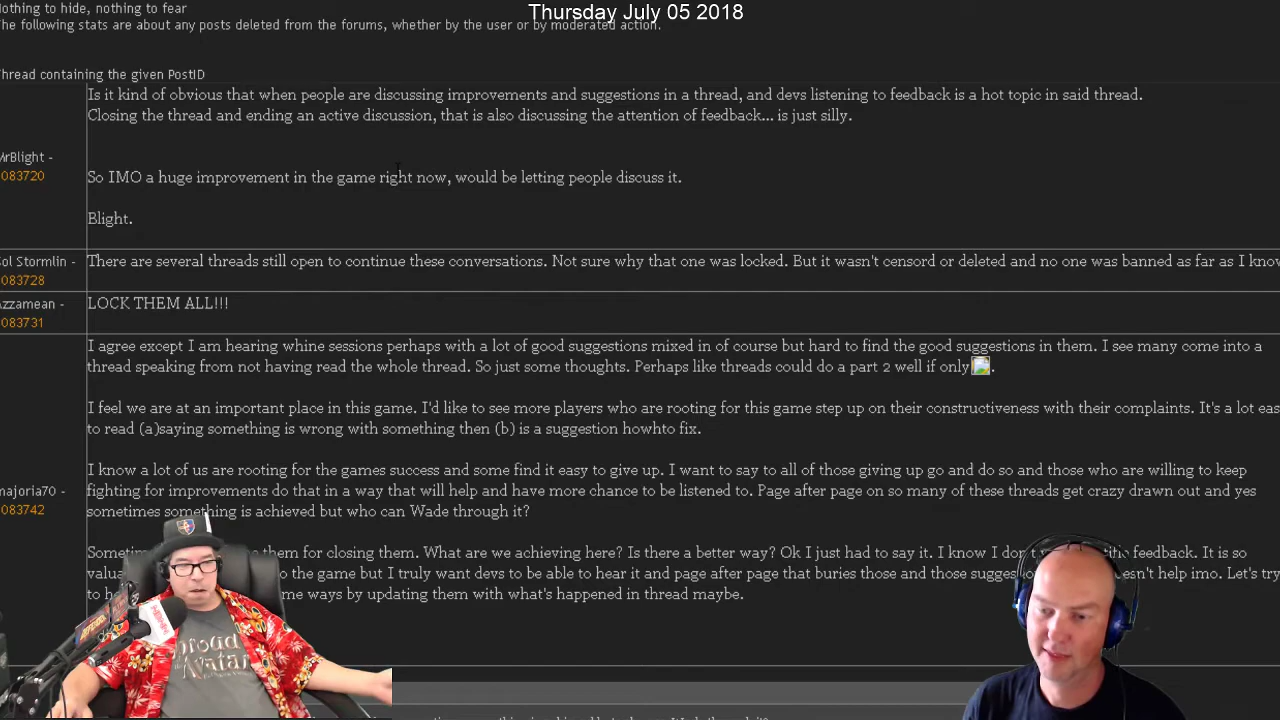 Thursday July 05 2018
Nothing to hide, nothing to fear
The following stats are about any posts deleted from the forums, whether by the user or by moderated action.
Thread containing the given PostID
Is it kind of obvious that when people are discussing improvements and suggestions in a thread, and devs listening to feedback is a hot topic in said thread.
Closing the thread and ending an active discussion, that is also discussing the attention of feedback... is just silly.
MrBlight -
083720
So IMO a huge improvement in the game right now, would be letting people discuss it.
Blight.
Sol Stormlin -
083728
There are several threads still open to continue these conversations. Not sure why that one was locked. But it wasn't censord or deleted and no one was banned as far as I know
Azzamean -
083731
LOCK THEM ALL!!!
I agree except I am hearing whine sessions perhaps with a lot of good suggestions mixed in of course but hard to find the good suggestions in them. I see many come into a
thread speaking from not having read the whole thread. So just some thoughts. Perhaps like threads could do a part 2 well if only .
I feel we are at an important place in this game. I'd like to see more players who are rooting for this game step up on their constructiveness with their complaints. It's a lot eas
to read (a)saying something is wrong with something then (b) is a suggestion howhto fix.
majoria70 -
083742
I know a lot of us are rooting for the games success and some find it easy to give up. I want to say to all of those giving up go and do so and those who are willing to keep
fighting for improvements do that in a way that will help and have more chance to be listened to. Page after page on so many of these threads get crazy drawn out and yes
sometimes something is achieved but who can Wade through it?
Sometim them for closing them. What are we achieving here? Is there a better way? Ok I just had to say it. I know I don't feedback. It is so
valua o the game but I truly want devs to be able to hear it and page after page that buries those and those sugges esn't help imo. Let's try
to he me ways by updating them with what's happened in thread maybe.
Avatar